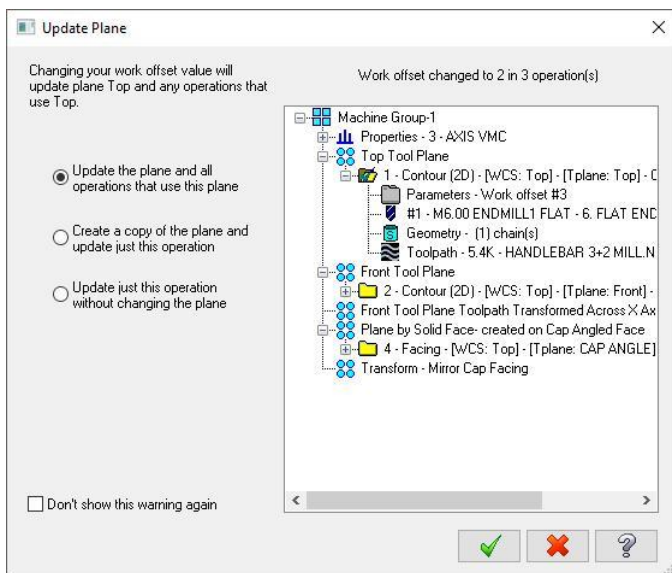 Update Plane
Changing your work offset value will
update plane Top and any operations that
use Top.
Update the plane and all
operations that use this plane
Create a copy of the plane and
update just this operation
Update just this operation
without changing the plane
Don't show this warning again
Work offset changed to 2 in 3 operation(s)
Machine Group-1
Properties - 3 - AXIS VMC
Top Tool Plane
1 - Contour (2D) - [WCS: Top] - [Tplane: Top] -
Parameters - Work offset #3
#1 - M6.00 ENDMILL1 FLAT - 6. FLAT END
Geometry - (1) chain(s)
Toolpath - 5.4K - HANDLEBAR 3+2 MILL.N
Front Tool Plane
2 - Contour (2D) - [WCS: Top] - [Tplane: Front] -
Front Tool Plane Toolpath Transformed Across X Ax
Plane by Solid Face- created on Cap Angled Face
4 - Facing - [WCS: Top] - [Tplane: CAP ANGLE]
Transform - Mirror Cap Facing